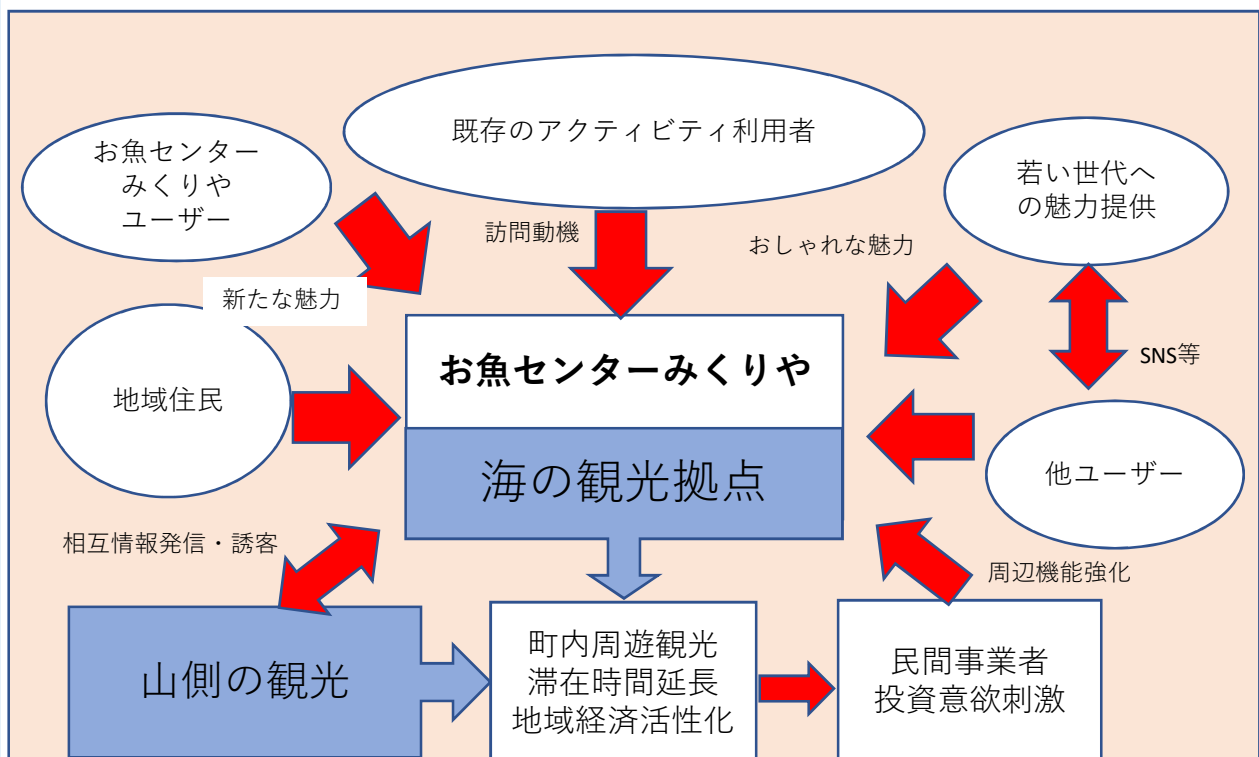 既存のアクティビティ利用者
お魚センター
みくりや
ユーザー
若い世代へ
の魅力提供
訪問動機
おしゃれな魅力
新たな魅力
お魚センターみくりや
SNS等
地域住民
海の観光拠点
他ユーザー
相互情報発信・誘客
周辺機能強化
山側の観光
町内周遊観光
滞在時間延長
地域経済活性化
民間事業者
投資意欲刺激